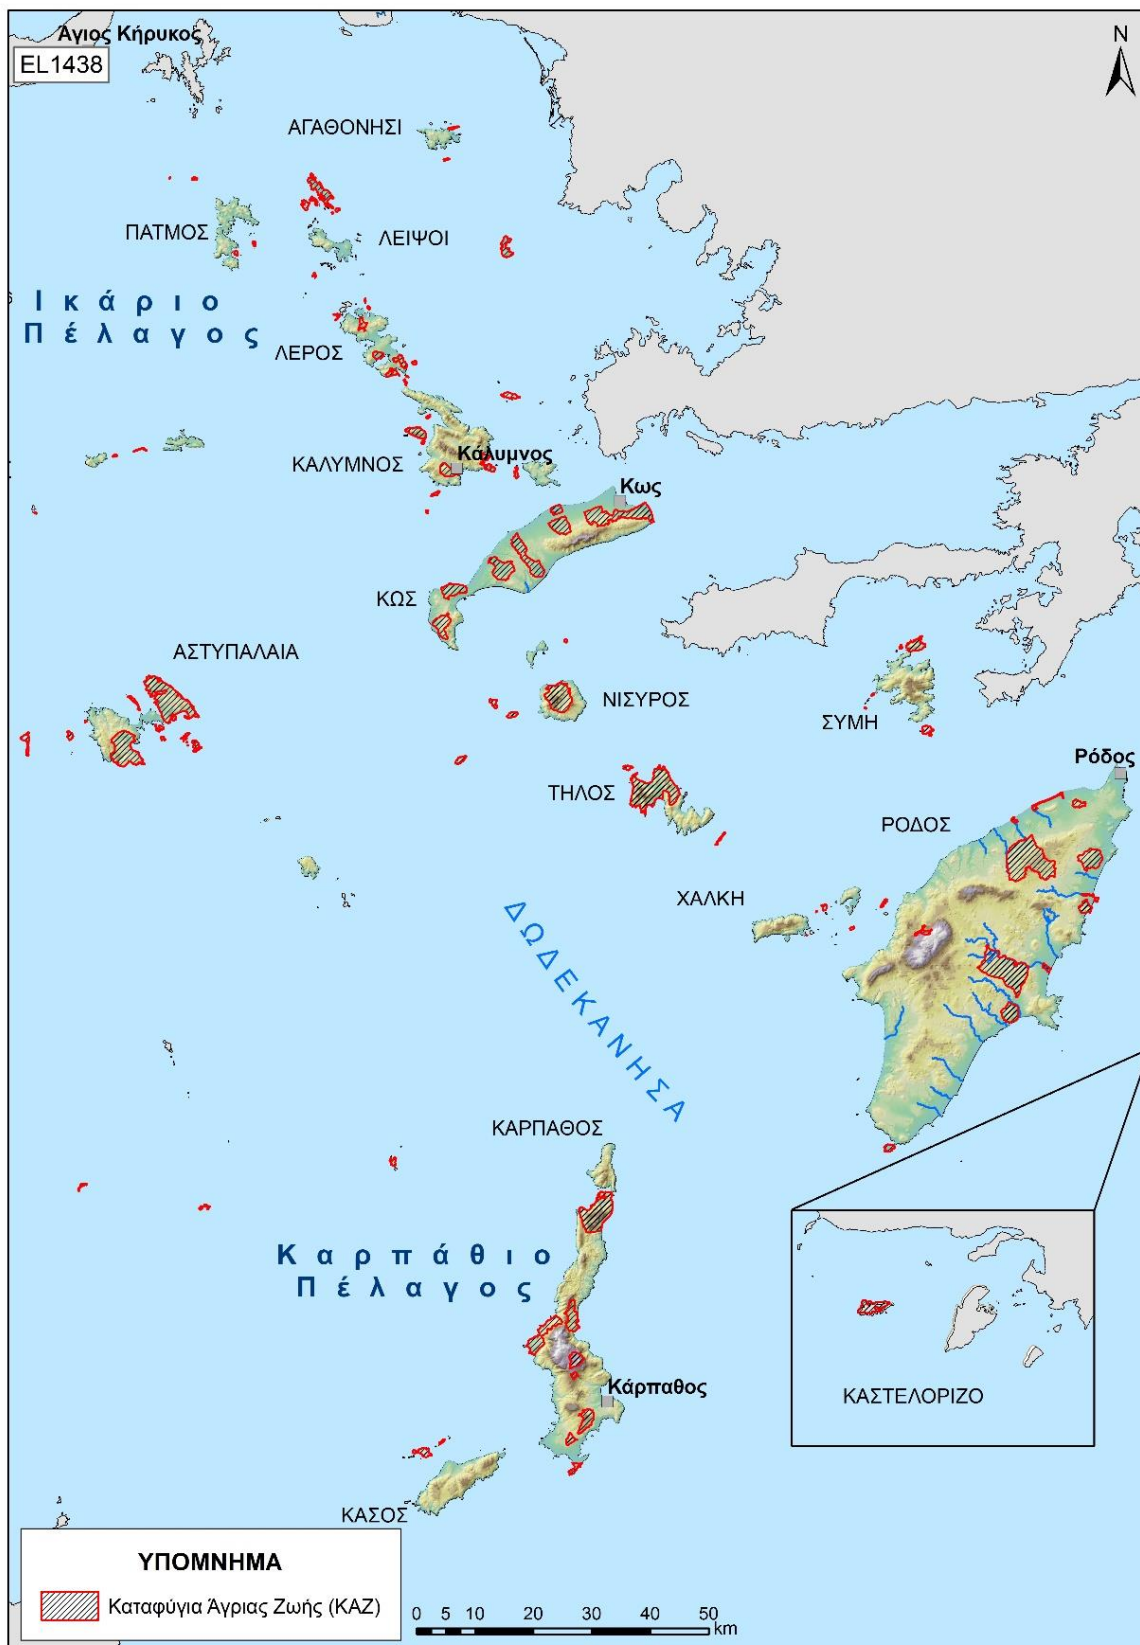 Άγιος Κήρυκος
EL1438
N
ΑΓΑΘΟΝΗΣΙ
ΠΑΤΜΟΣ
ΛΕΙΨΟΙ
Ικάριο
Πέλαγος
ΛΕΡΟΣ
ΚΑΛΥΜΝΟΣ
Κάλυμνος
Κως
ΚΩΣ
ΑΣΤΥΠΑΛΑΙΑ
ΝΙΣΥΡΟΣ
ΣΥΜΗ
Ρόδος
ΤΗΛΟΣ
ΡΟΔΟΣ
ΧΑΛΚΗ
ΔΩΔΕΚΑΝΗΣΑ
ΚΑΡΠΑΘΟΣ
Καρπάθιο
Πέλαγος
Κάρπαθος
ΚΑΣΤΕΛΟΡΙΖΟ
ΚΑΣΟΣ
ΥΠΟΜΝΗΜΑ
Καταφύγια Άγριας Ζωής (ΚΑΖ)
0 5 10 20 30 40 50
km